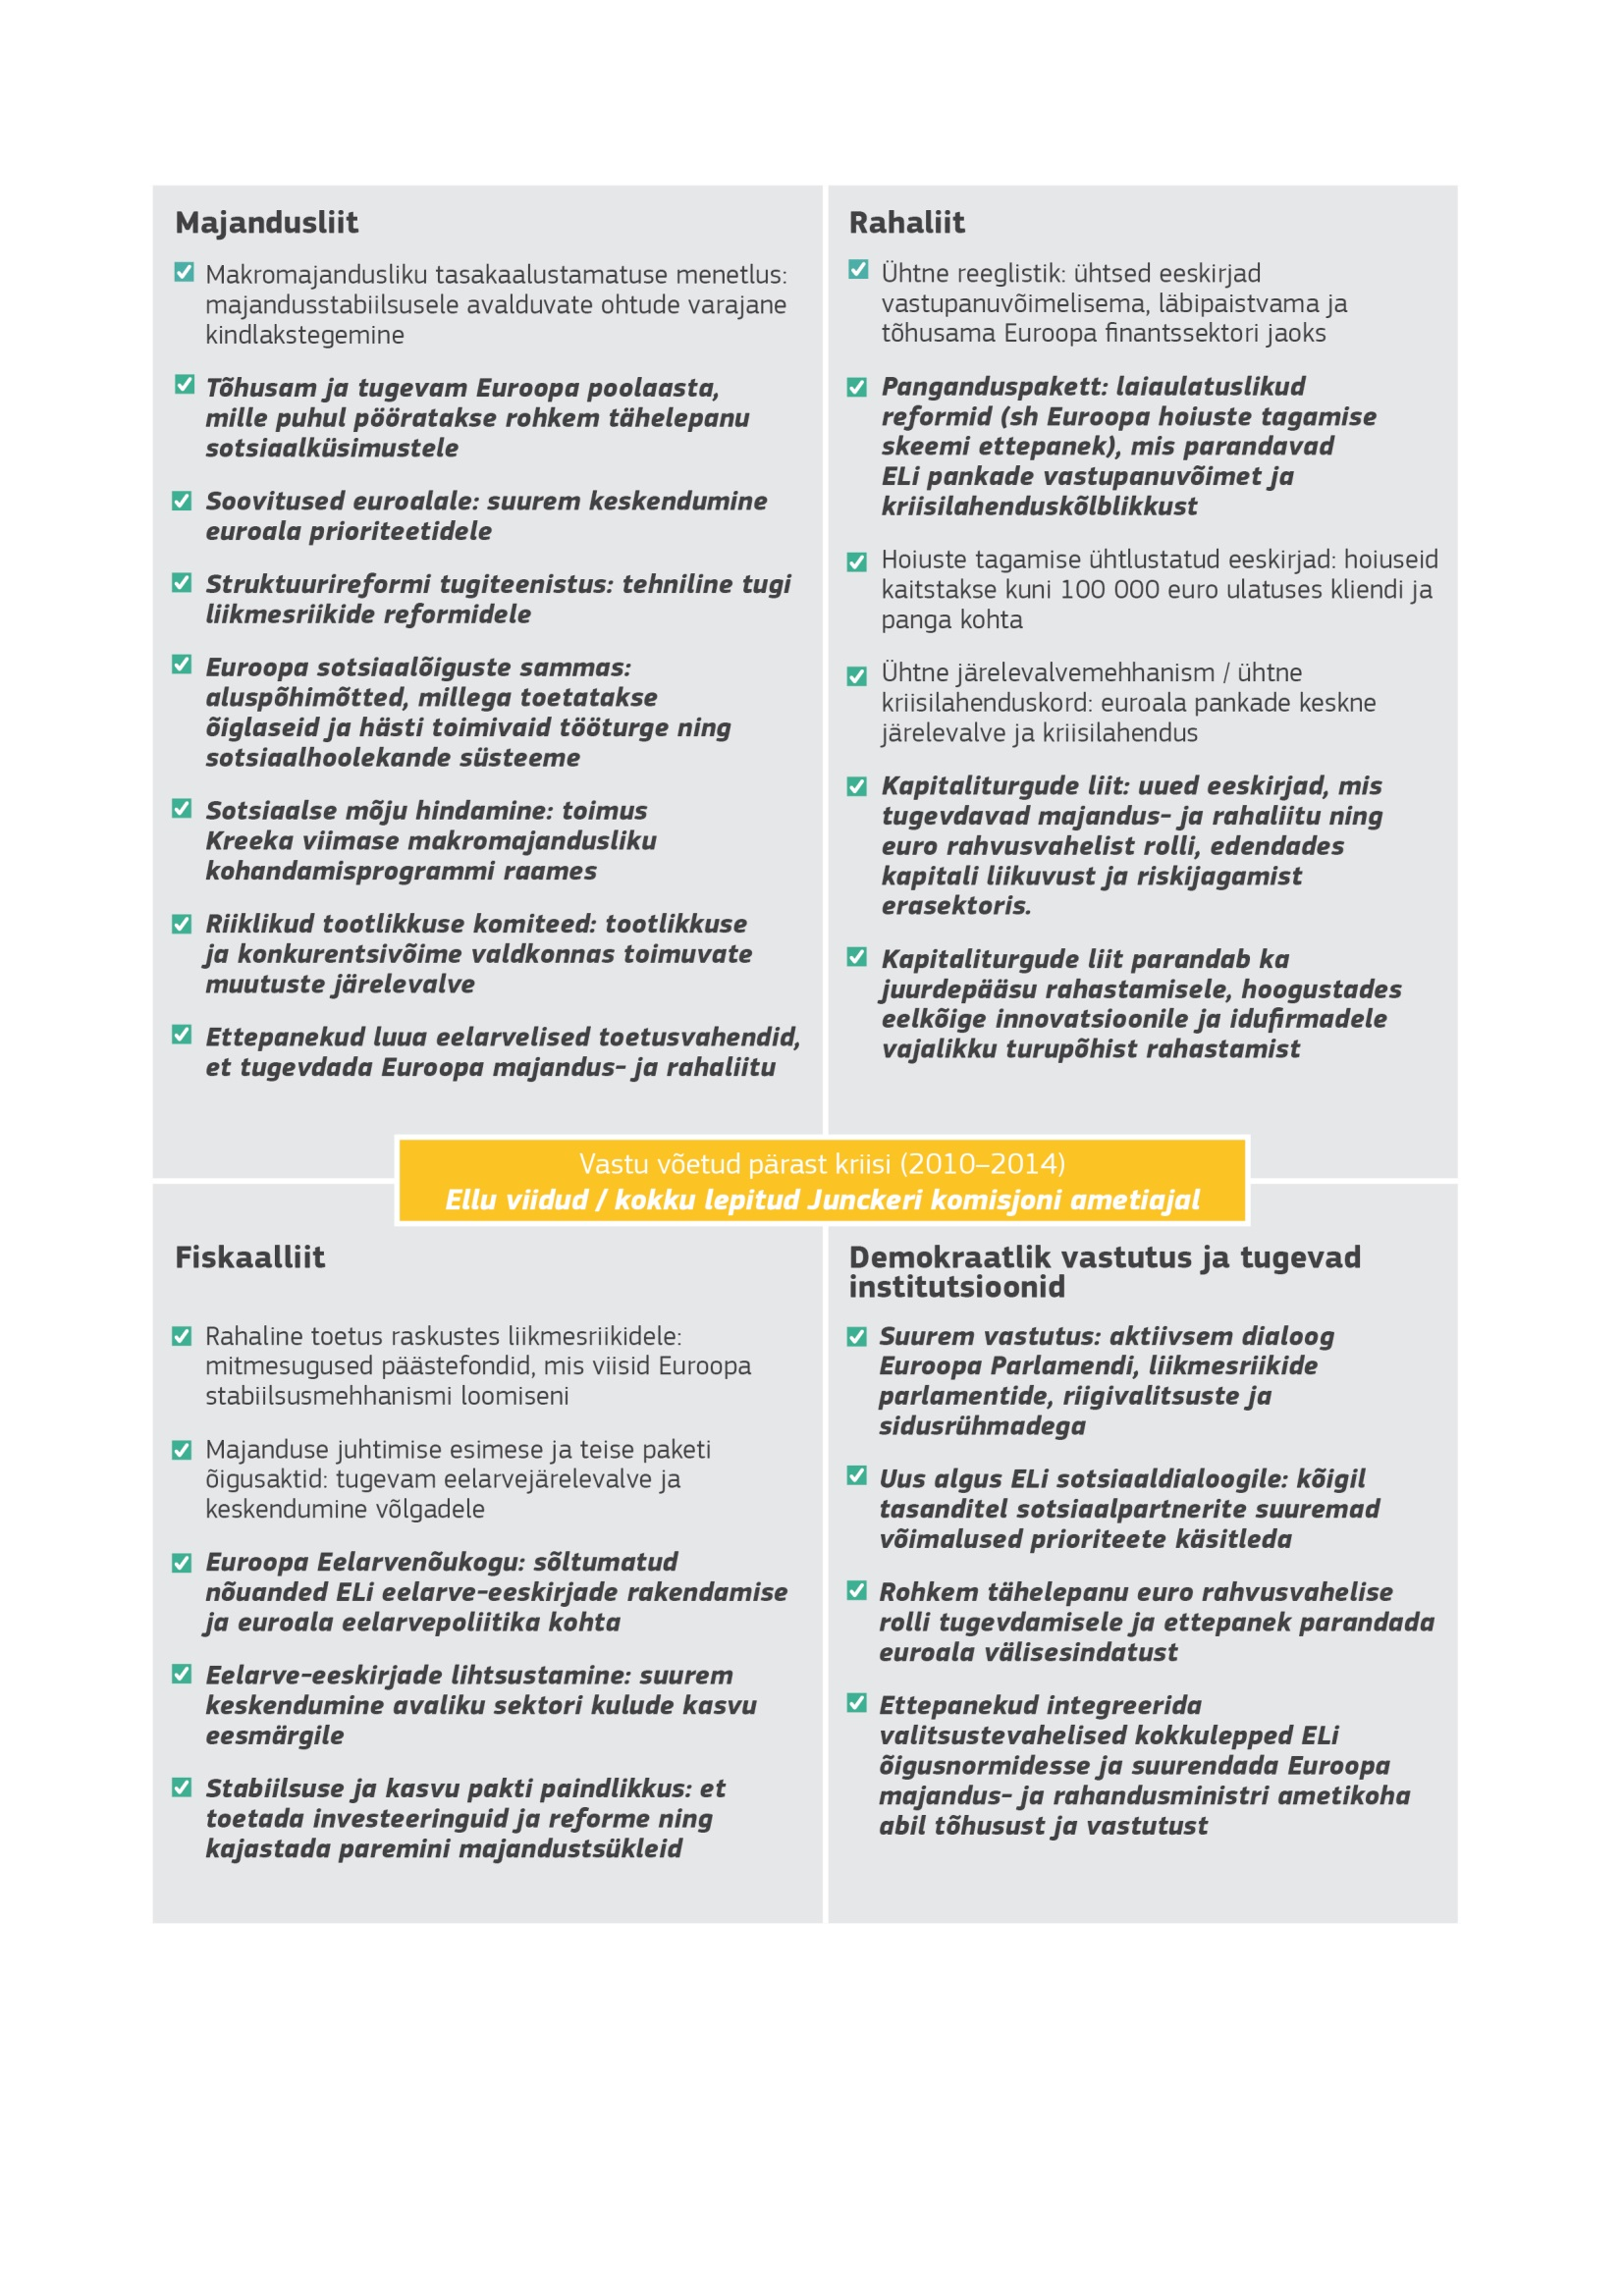 Majandusliit
Makromajandusliku tasakaalustamatuse menetlus:
majandusstabiilsusele avalduvate ohtude varajane
kindlakstegemine
Tõhusam ja tugevam Euroopa poolaasta,
mille puhul pööratakse rohkem tähelepanu
sotsiaalküsimustele
Soovitused euroalale: suurem keskendumine
euroala prioriteetidele
Struktuurireformi tugiteenistus: tehniline tugi
liikmesriikide reformidele
Euroopa sotsiaalõiguste sammas:
aluspõhimõtted, millega toetatakse
õiglaseid ja hästi toimivaid tööturge ning
sotsiaalhoolekande süsteeme
Sotsiaalse mõju hindamine: toimus
Kreeka viimase makromajandusliku
kohandamisprogrammi raames
Riiklikud tootlikkuse komiteed: tootlikkuse
ja konkurentsivõime valdkonnas toimuvate
muutuste järelevalve
Ettepanekud luua eelarvelised toetusvahendid,
et tugevdada Euroopa majandus- ja rahaliitu
Rahaliit
Ühtne reeglistik: ühtsed eeskirjad
vastupanuvõimelisema, läbipaistvama ja
tõhusama Euroopa finantssektori jaoks
Panganduspakett: laiaulatuslikud
reformid (sh Euroopa hoiuste tagamise
skeemi ettepanek), mis parandavad
ELi pankade vastupanuvõimet ja
kriisilahenduskõlblikkust
Hoiuste tagamise ühtlustatud eeskirjad: hoiuseid
kaitstakse kuni 100 000 euro ulatuses kliendi ja
panga kohta
Ühtne järelevalvemehhanism / ühtne
kriisilahenduskord: euroala pankade keskne
järelevalve ja kriisilahendus
Kapitaliturgude liit: uued eeskirjad, mis
tugevdavad majandus- ja rahaliitu ning
euro rahvusvahelist rolli, edendades
kapitali liikuvust ja riskijagamist
erasektoris.
Kapitaliturgude liit parandab ka
juurdepääsu rahastamisele, hoogustades
eelkõige innovatsioonile ja idufirmadele
vajalikku turupõhist rahastamist
Vastu võetud pärast kriisi (2010–2014)
Ellu viidud / kokku lepitud Junckeri komisjoni ametiajal
Fiskaalliit
Rahaline toetus raskustes liikmesriikidele:
mitmesugused päästefondid, mis viisid Euroopa
stabiilsusmehhanismi loomiseni
Majanduse juhtimise esimese ja teise paketi
õigusaktid: tugevam eelarvejärelevalve ja
keskendumine võlgadele
Euroopa Eelarvenõukogu: sõltumatud
nõuanded ELi eelarve-eeskirjade rakendamise
ja euroala eelarvepoliitika kohta
Eelarve-eeskirjade lihtsustamine: suurem
keskendumine avaliku sektori kulude kasvu
eesmärgile
Stabiilsuse ja kasvu pakti paindlikkus: et
toetada investeeringuid ja reforme ning
kajastada paremini majandustsükleid
Demokraatlik vastutus ja tugevad
institutsioonid
Suurem vastutus: aktiivsem dialoog
Euroopa Parlamendi, liikmesriikide
parlamentide, riigivalitsuste ja
sidusrühmadega
Uus algus ELi sotsiaaldialoogile: kõigil
tasanditel sotsiaalpartnerite suuremad
võimalused prioriteete käsitleda
Rohkem tähelepanu euro rahvusvahelise
rolli tugevdamisele ja ettepanek parandada
euroala välisesindatust
Ettepanekud integreerida
valitsustevahelised kokkulepped ELi
õigusnormidesse ja suurendada Euroopa
majandus- ja rahandusministri ametikoha
abil tõhusust ja vastutust